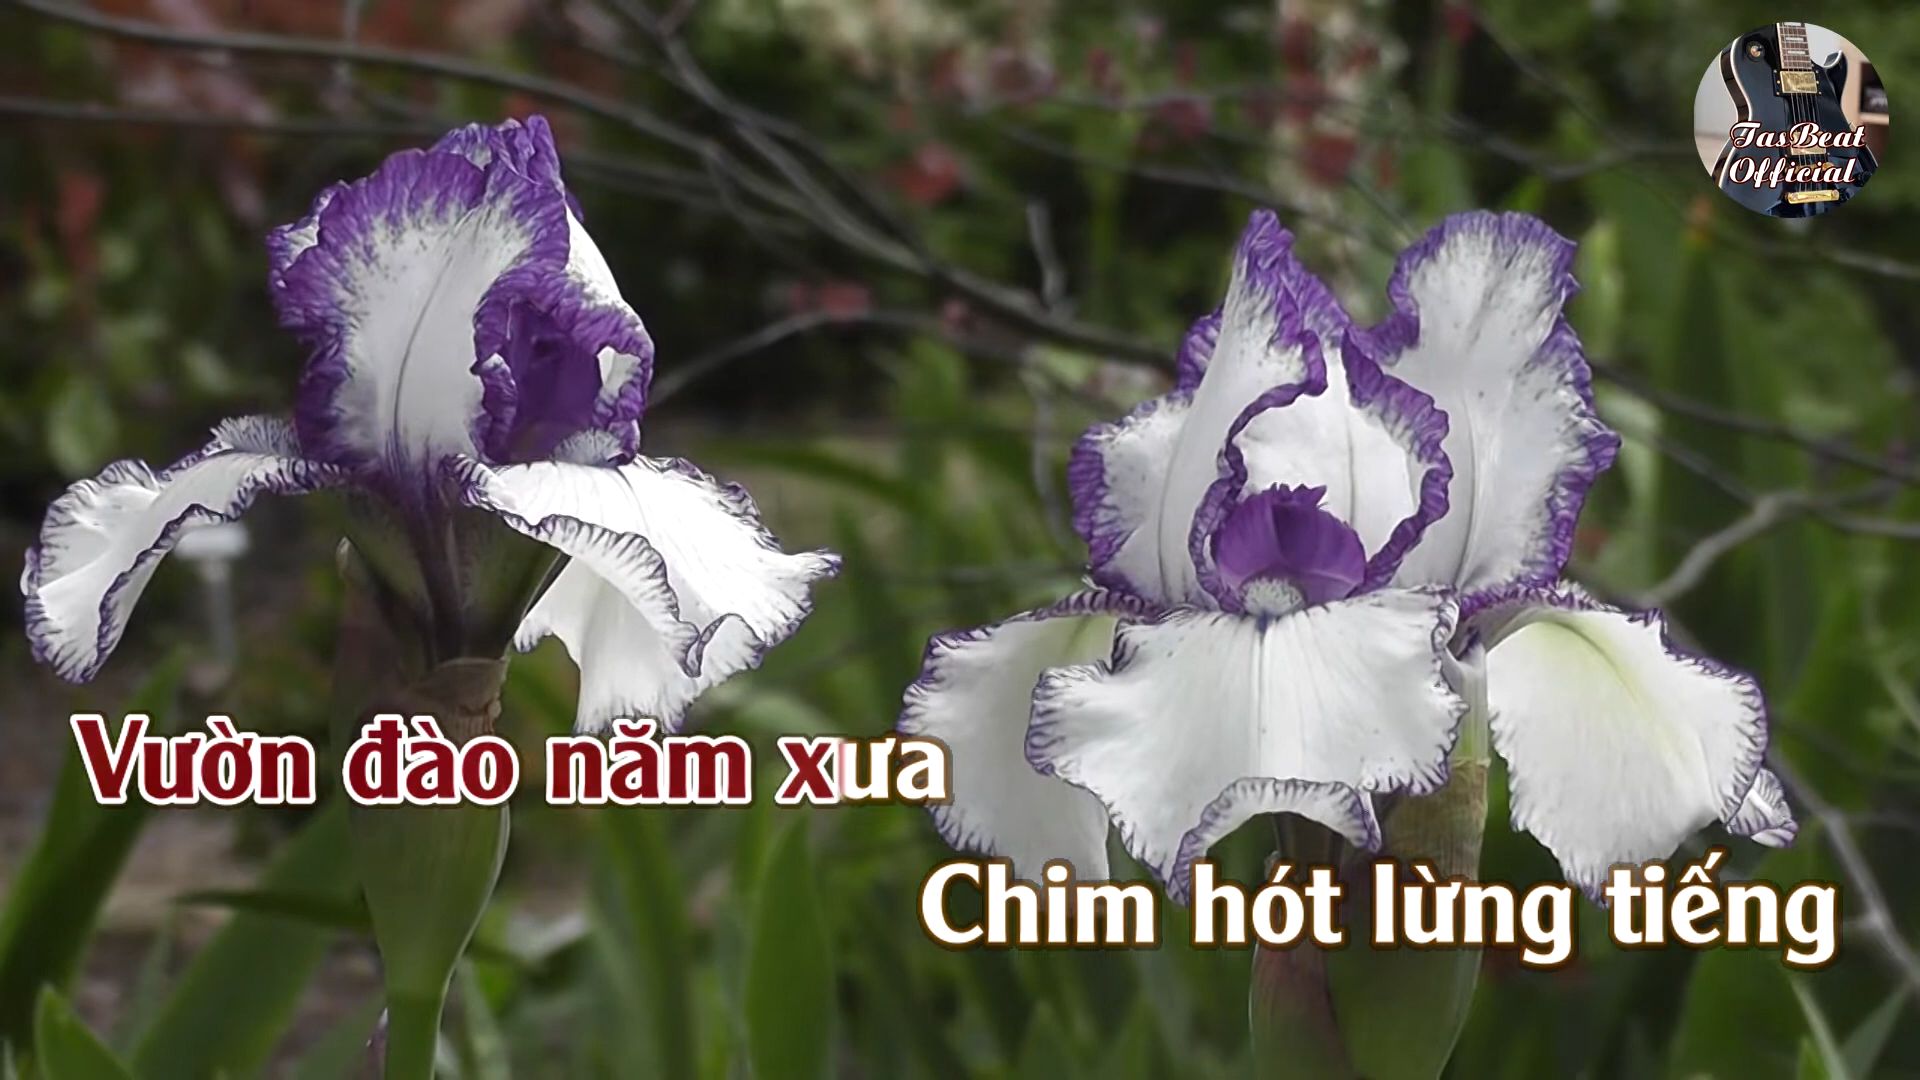 TasBeat
Official
Vườn đào năm xưa
Chim hót lừng tiếng